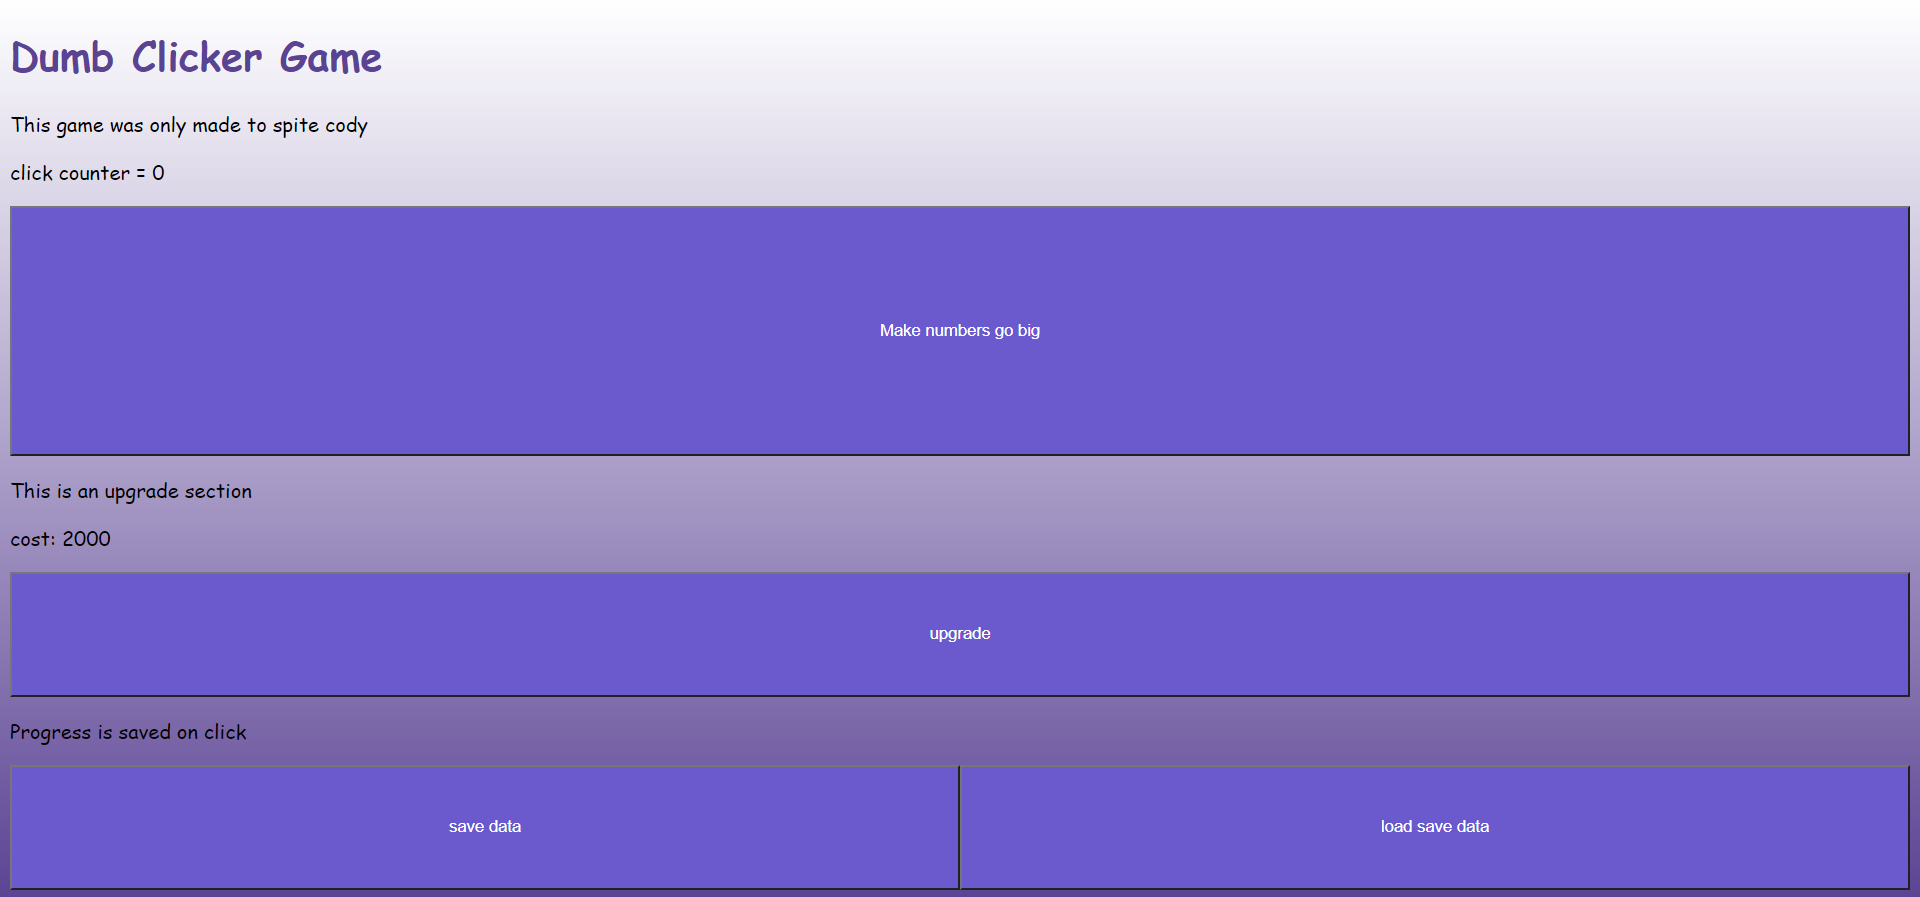 Dumb Clicker Game
This game was only made to spite cody
click counter = 0
Make numbers go big
This is an upgrade section
cost: 2000
upgrade
Progress is saved on click
save data
load save data